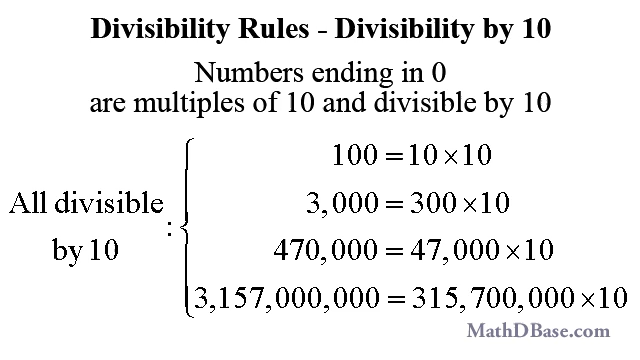 Divisibility Rules - Divisibility by 10
Numbers ending in 0
are multiples of 10 and divisible by 10
All divisible
by 10
:
100 = 10 × 10
3,000 = 300 × 10
470,000 = 47,000 × 10
3,157,000,000 = 315,700,000 × 10
MathDBase.com